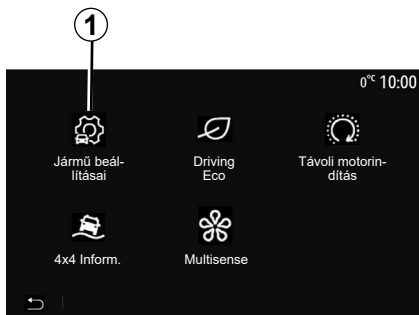 1
0°C 10:00
Jármű beál-
lításai
Driving
Eco
Távoli motorin-
dítás
4x4 Inform.
Multisense